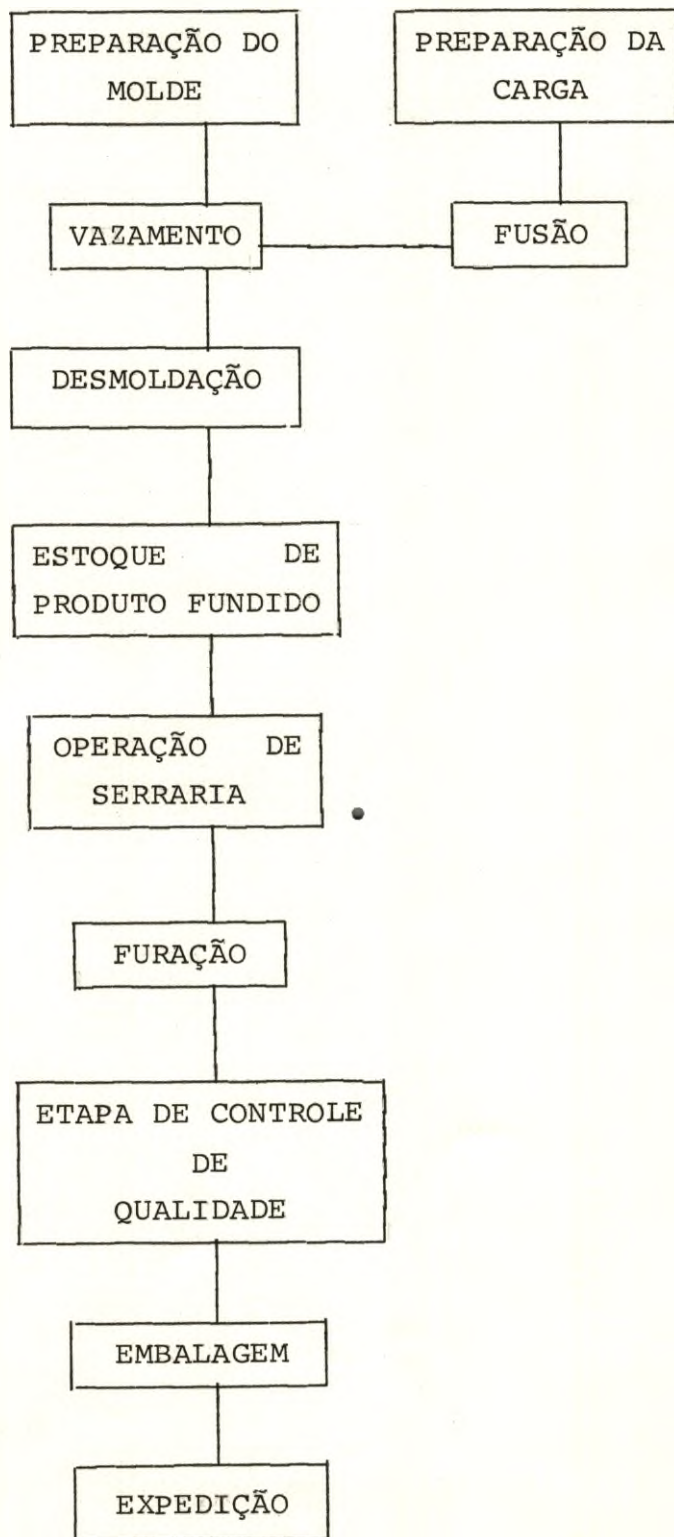 PREPARAÇÃO DO
MOLDE
PREPARAÇÃO DA
CARGA
VAZAMENTO
FUSÃO
DESMOLDAÇÃO
ESTOQUE DE
PRODUTO FUNDIDO
OPERAÇÃO DE
SERRARIA
FURAÇÃO
ETAPA DE CONTROLE
DE
QUALIDADE
EMBALAGEM
EXPEDIÇÃO